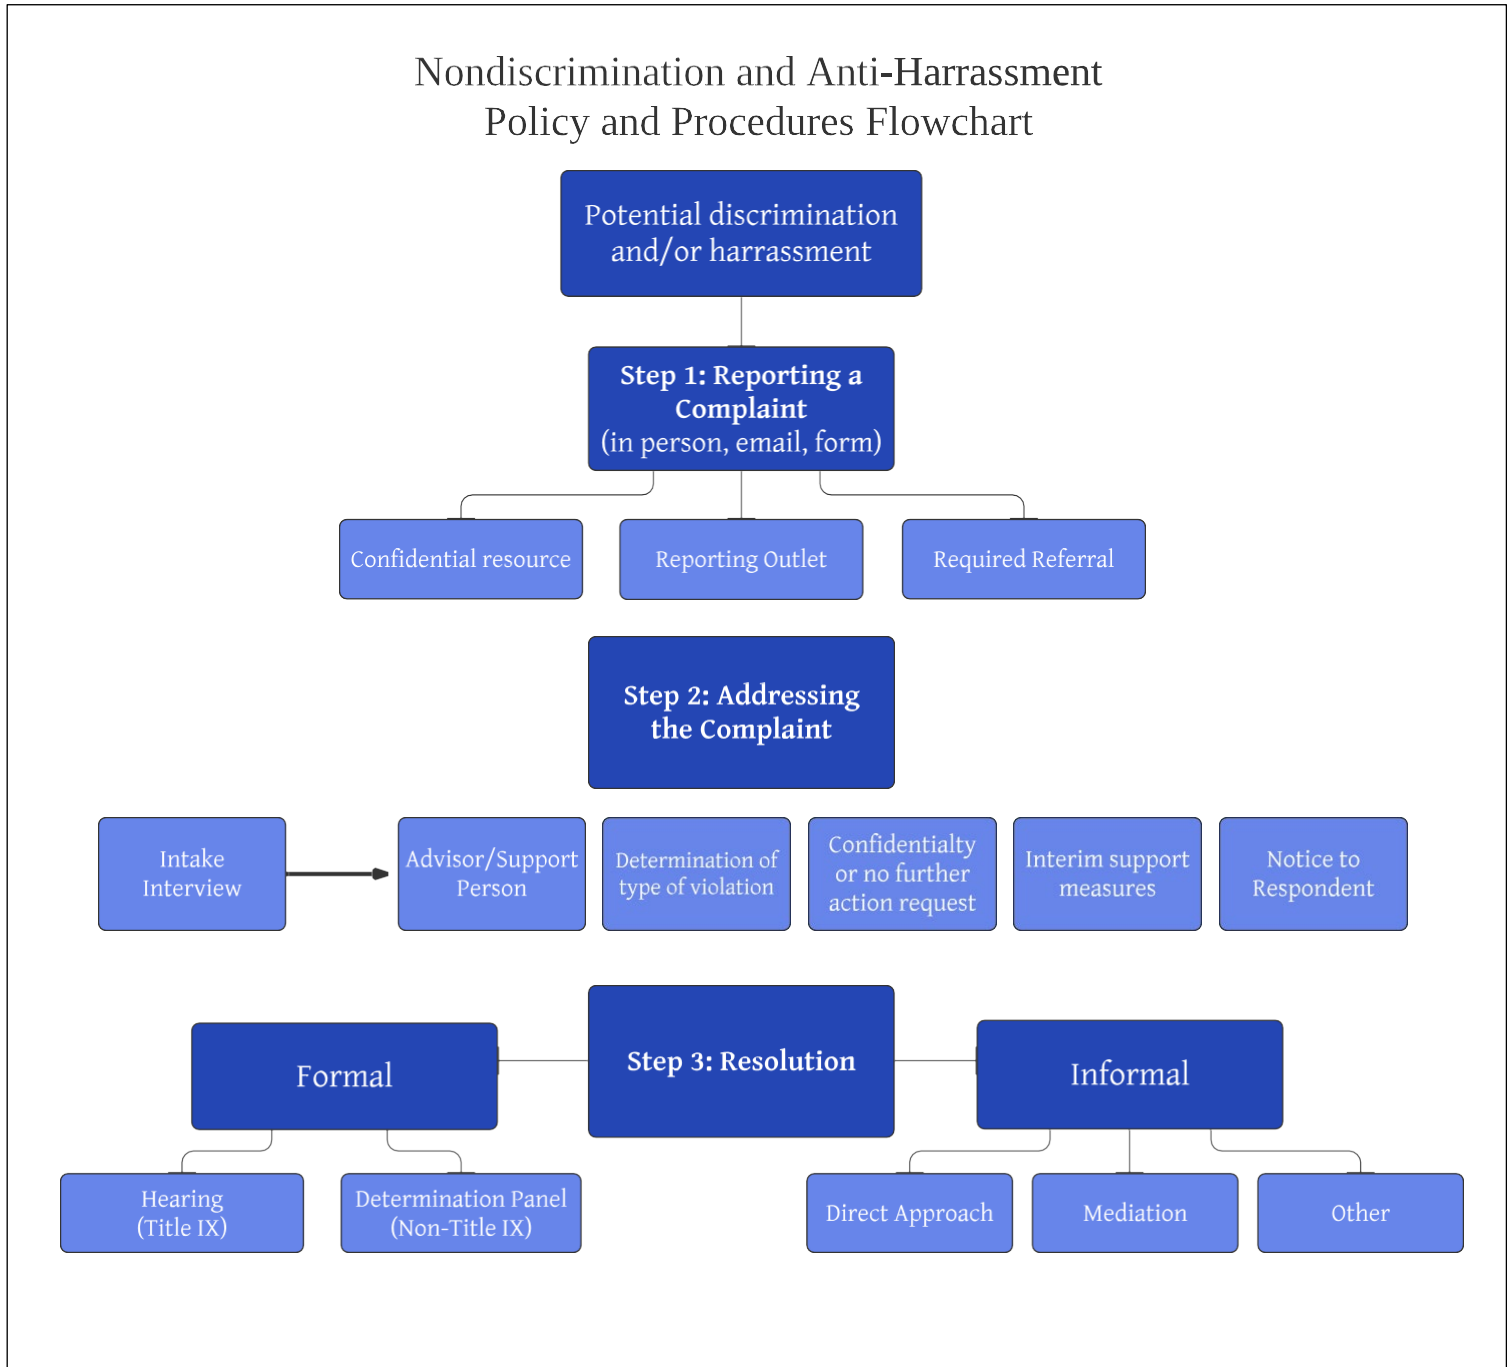 Nondiscrimination and Anti-Harrassment
Policy and Procedures Flowchart
Potential discrimination
and/or harrassment
Step 1: Reporting a
Complaint
(in person, email, form)
Confidential resource
Reporting Outlet
Required Referral
Step 2: Addressing
the Complaint
Intake
Interview
Advisor/Support
Person
Determination of
type of violation
Confidentialty
or no further
action request
Interim support
measures
Notice to
Respondent
Step 3: Resolution
Formal
Informal
Hearing
(Title IX)
Determination Panel
(Non-Title IX)
Direct Approach
Mediation
Other